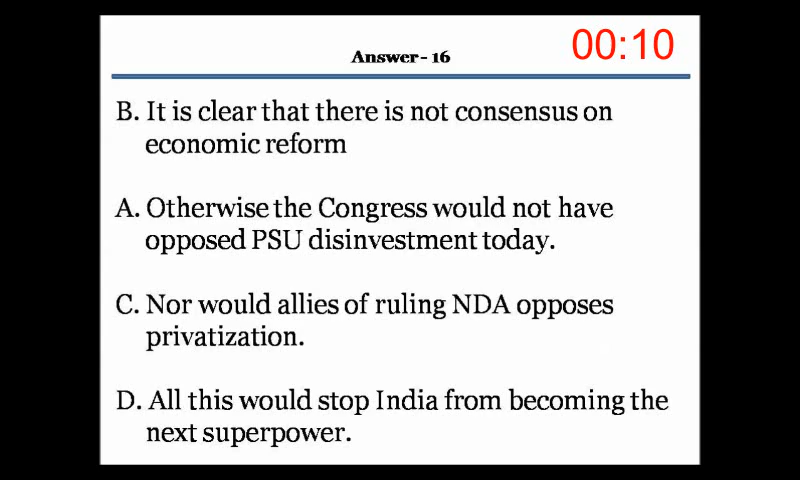 Answer- 16
00:10
B. It is clear that there is not consensus on
economic reform
A. Otherwise the Congress would not have
opposed PSU disinvestment today.
C. Nor would allies of ruling NDA opposes
privatization.
D. All this would stop India from becoming the
next superpower.